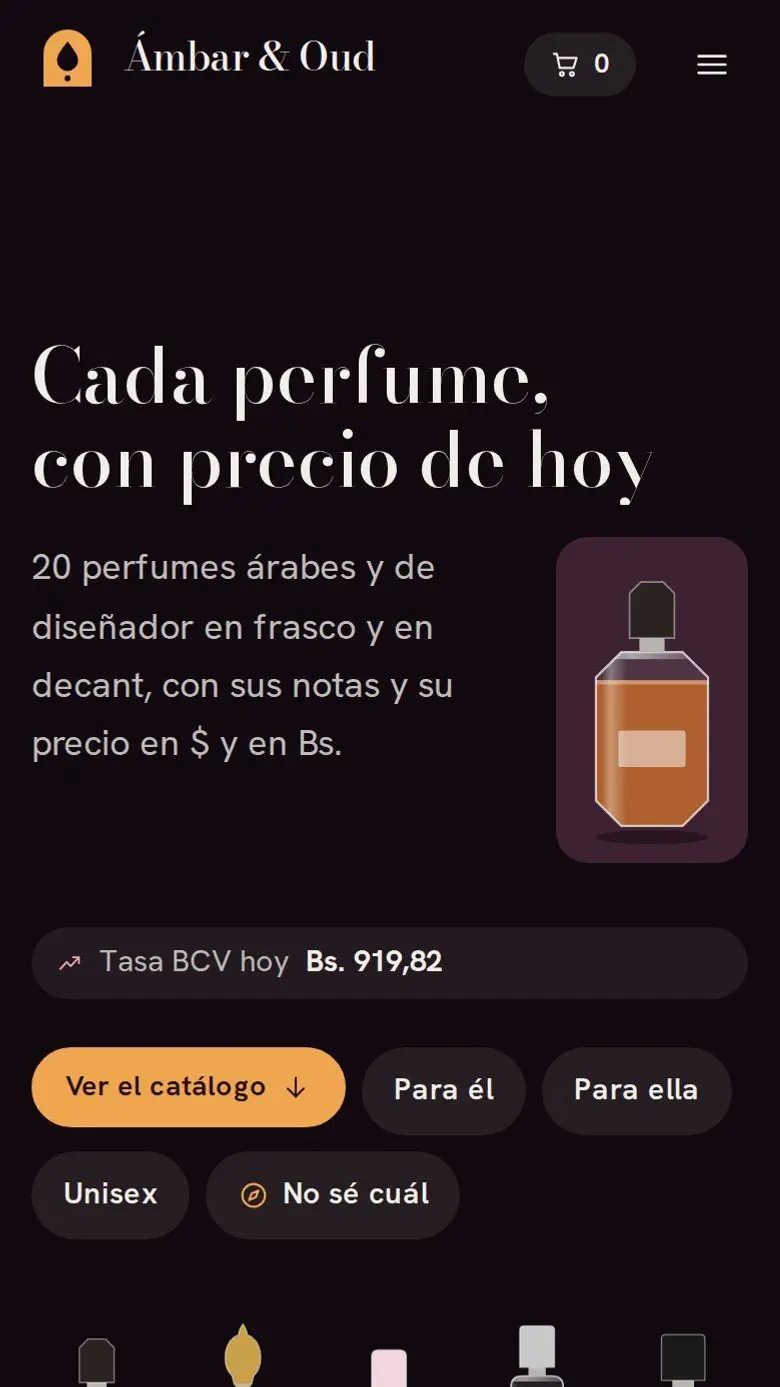 Ámbar & Oud
0
Cada perfume,
con precio de hoy
20 perfumes árabes y de
diseñador en frasco y en
decant, con sus notas y su
precio en $ y en Bs.
Tasa BCV hoy Bs. 919,82
Ver el catálogo ↓
Para él
Para ella
Unisex
No sé cuál